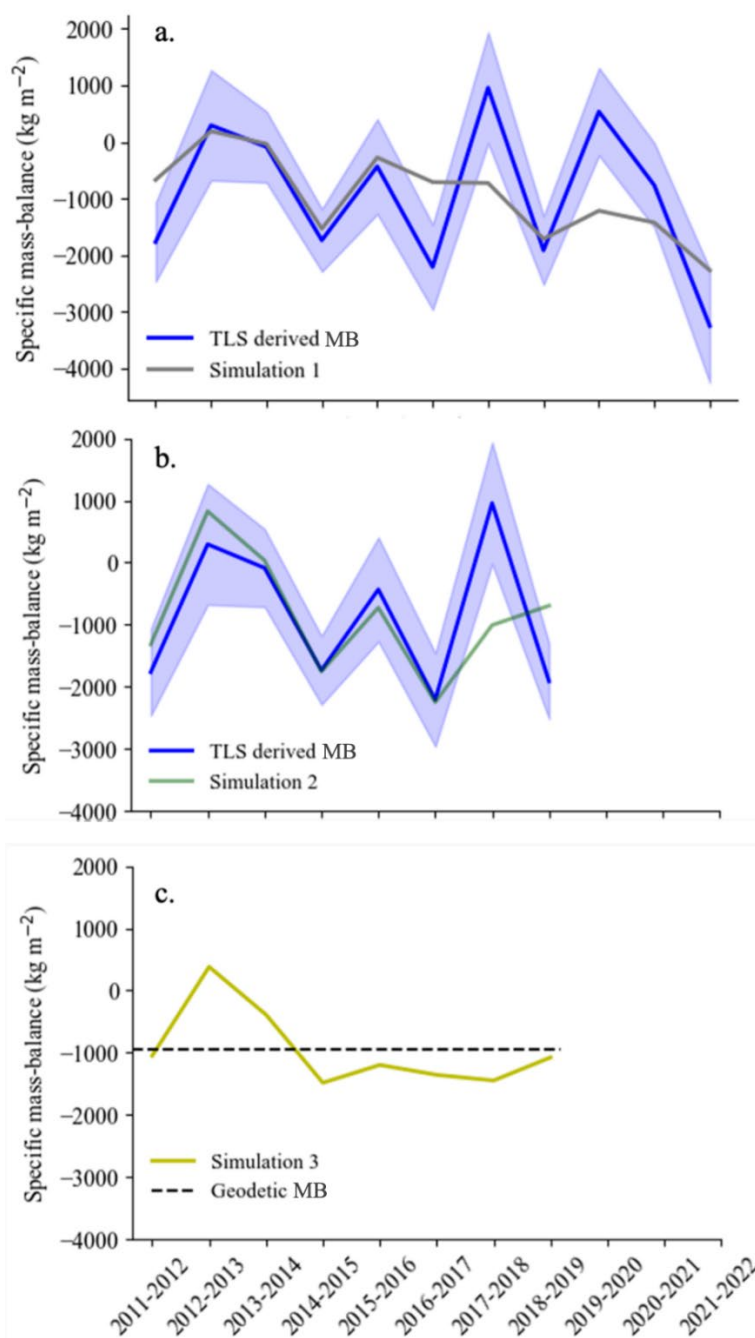 a.
Specific mass-balance (kg m⁻²)
2000
1000
0
−1000
−2000
−3000
−4000
TLS derived MB
Simulation 1
b.
Specific mass-balance (kg m⁻²)
2000
1000
0
−1000
−2000
−3000
−4000
TLS derived MB
Simulation 2
c.
Specific mass-balance (kg m⁻²)
2000
1000
0
−1000
−2000
−3000
−4000
Simulation 3
Geodetic MB
2011-2012
2012-2013
2013-2014
2014-2015
2015-2016
2016-2017
2017-2018
2018-2019
2019-2020
2020-2021
2021-2022